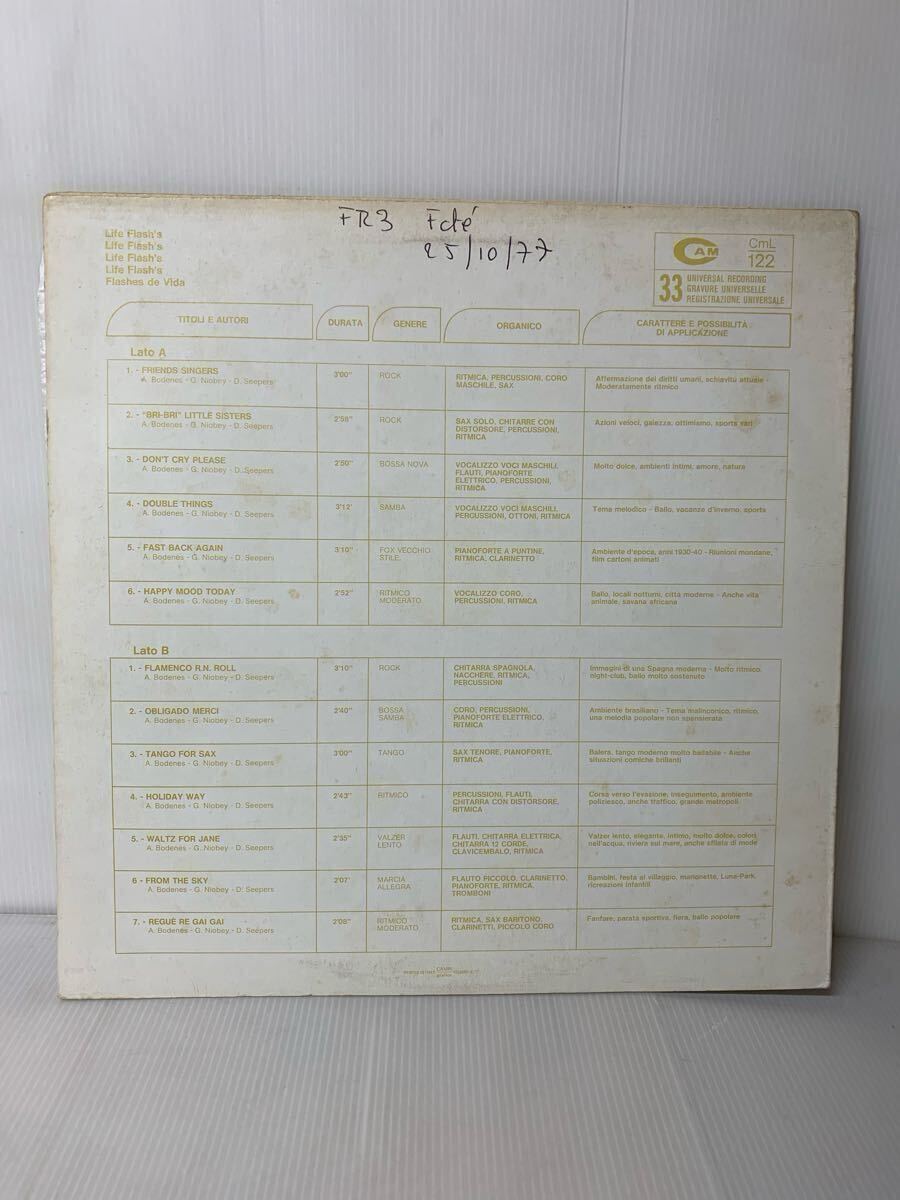 FR3 Fcté
25/10/77
Life Flash's
Life Flash's
Life Flash's
Life Flash's
Flashes de Vida
CAM
CmL
122
33
UNIVERSAL RECORDING
GRAVURE UNIVERSELLE
REGISTRAZIONE UNIVERSALE
TITOLI E AUTORI
DURATA
GENERE
ORGANICO
CARATTERE E POSSIBILITÀ
DI APPLICAZIONE
Lato A
1. - FRIENDS SINGERS
A. Bodenes - G. Niobey - D. Seepers
3'00"
ROCK
RITMICA, PERCUSSIONI, CORO
MASCHILE, SAX
Affermazione dei diritti umani, schiavitù attuale -
Moderatamente ritmico
2. - "BRI-BRI" LITTLE SISTERS
A. Bodenes - G. Niobey - D. Seepers
2'58"
ROCK
SAX SOLO, CHITARRE CON
DISTORSORE, PERCUSSIONI,
RITMICA
Azioni veloci, gaiezza, ottimismo, sports vari
3. - DON'T CRY PLEASE
A. Bodenes - G. Niobey - D. Seepers
2'50"
BOSSA NOVA
VOCALIZZO VOCI MASCHILI,
FLAUTI, PIANOFORTE
ELETTRICO, PERCUSSIONI,
RITMICA
Molto dolce, ambienti intimi, amore, natura
4. - DOUBLE THINGS
A. Bodenes - G. Niobey - D. Seepers
3'12'
SAMBA
VOCALIZZO VOCI MASCHILI,
PERCUSSIONI, OTTONI, RITMICA
Tema melodico - Ballo, vacanze d'inverno, sports
5. - FAST BACK AGAIN
A. Bodenes - G. Niobey - D. Seepers
3'10"
FOX VECCHIO
STILE
PIANOFORTE A PUNTINE,
RITMICA, CLARINETTO
Ambiente d'epoca, anni 1930-40 - Riunioni mondane,
film cartoni animati
6. - HAPPY MOOD TODAY
A. Bodenes - G. Niobey - D. Seepers
2'52"
RITMICO
MODERATO
VOCALIZZO CORO,
PERCUSSIONI, RITMICA
Ballo, locali notturni, città moderne - Anche vita
animale, savana africana
Lato B
1. - FLAMENCO R.N. ROLL
A. Bodenes - G. Niobey - D. Seepers
3'10"
ROCK
CHITARRA SPAGNOLA,
NACCHERE, RITMICA,
PERCUSSIONI
Immagini di una Spagna moderna - Molto ritmico
night-club, ballo molto sostenuto
2. - OBLIGADO MERCI
A. Bodenes - G. Niobey - D. Seepers
2'40"
BOSSA
SAMBA
CORO, PERCUSSIONI,
PIANOFORTE ELETTRICO,
RITMICA
Ambiente brasiliano - Tema malinconico, ritmico,
una melodia popolare non spensierata
3. - TANGO FOR SAX
A. Bodenes - G. Niobey - D. Seepers
3'00"
TANGO
SAX TENORE, PIANOFORTE,
RITMICA
Balera, tango moderno molto ballabile - Anche
situazioni comiche brillanti
4. - HOLIDAY WAY
A. Bodenes - G. Niobey - D. Seepers
2'43"
RITMICO
PERCUSSIONI, FLAUTI,
CHITARRA CON DISTORSORE,
RITMICA
Corsa verso l'evasione, inseguimento, ambiente
poliziesco, anche traffico, grande metropoli
5. - WALTZ FOR JANE
A. Bodenes - G. Niobey - D. Seepers
2'35"
VALZER
LENTO
FLAUTI, CHITARRA ELETTRICA,
CHITARRA 12 CORDE,
CLAVICEMBALO, RITMICA
Valzer lento, elegante, intimo, molto dolce, colori
nell'acqua, riviera sul mare, anche sfilata di mode
6 - FROM THE SKY
A. Bodenes - G. Niobey - D. Seepers
2'07'
MARCIA
ALLEGRA
FLAUTO PICCOLO, CLARINETTO,
PIANOFORTE, RITMICA,
TROMBONI
Bambini, festa al villaggio, marionette, Luna-Park,
ricreazioni infantili
7. - REGUÈ RE GAI GAI
A. Bodenes - G. Niobey - D. Seepers
2'08"
RITMICO
MODERATO
RITMICA, SAX BARITONO,
CLARINETTI, PICCOLO CORO
Fanfare, parata sportiva, fiera, ballo popolare